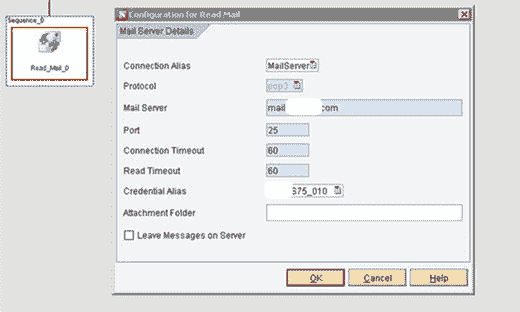 Sequence_0
Read_Mail_0
Configuration for Read Mail
Mail Server Details
Connection Alias MailServer
Protocol pop3
Mail Server mail .com
Port 25
Connection Timeout 60
Read Timeout 60
Credential Alias S75_010
Attachment Folder
Leave Messages on Server
OK Cancel Help